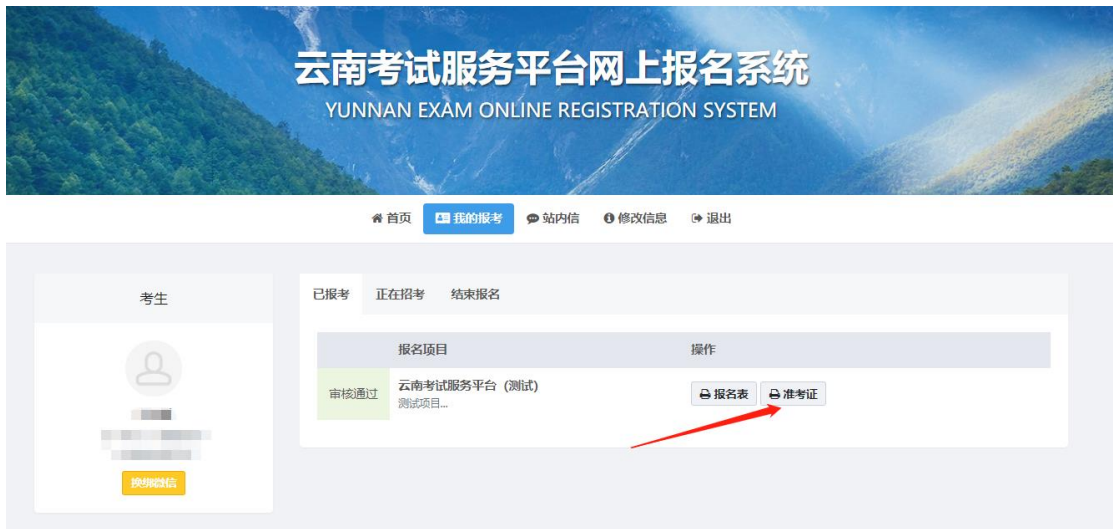 云南考试服务平台网上报名系统
YUNNAN EXAM ONLINE REGISTRATION SYSTEM
首页 我的报考 站内信 修改信息 退出
考生
换绑微信
已报考 正在招考 结束报名
报名项目 操作
审核通过 云南考试服务平台（测试） 报名表 准考证
测试项目...